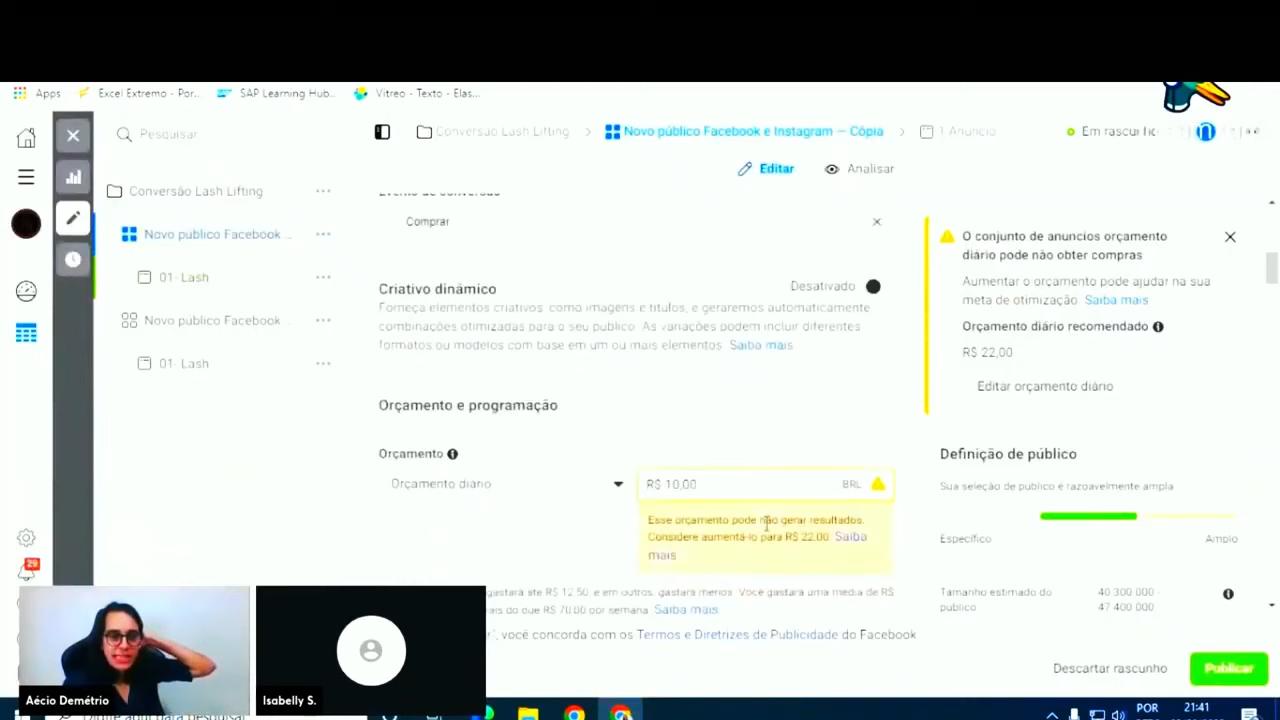 Apps
Excel Extremo - Por...
SAP Learning Hub...
Vitreo - Texto - Elas...
Pesquisar
Conversão Lash Lifting
Novo público Facebook e Instagram — Cópia
1 Anúncio
Editar
Analisar
Conversão Lash Lifting
Novo público Facebook ...
01- Lash
Novo público Facebook
01- Lash
29
Evento de conversão
Comprar
Criativo dinâmico
Desativado
Forneça elementos criativos, como imagens e títulos, e geraremos automaticamente
combinações otimizadas para o seu público. As variações podem incluir diferentes
formatos ou modelos com base em um ou mais elementos. Saiba mais
Orçamento e programação
Orçamento
Orçamento diário
R$ 10,00
BRL
Esse orçamento pode não gerar resultados.
Considere aumentá-lo para R$ 22,00. Saiba
mais
gastará até R$ 12,50, e em outros, gastará menos. Você gastará uma média de R$
ais do que R$ 70,00 por semana. Saiba mais
, você concorda com os Termos e Diretrizes de Publicidade do Facebook
O conjunto de anúncios orçamento
diário pode não obter compras
Aumentar o orçamento pode ajudar na sua
meta de otimização. Saiba mais
Orçamento diário recomendado
R$ 22,00
Editar orçamento diário
Definição de público
Sua seleção de público é razoavelmente ampla
Específico
Amplo
Tamanho estimado do
público
40 300 000 -
47 400 000
Descartar rascunho
Publicar
Aécio Demétrio
Isabelly S.
POR
21:41